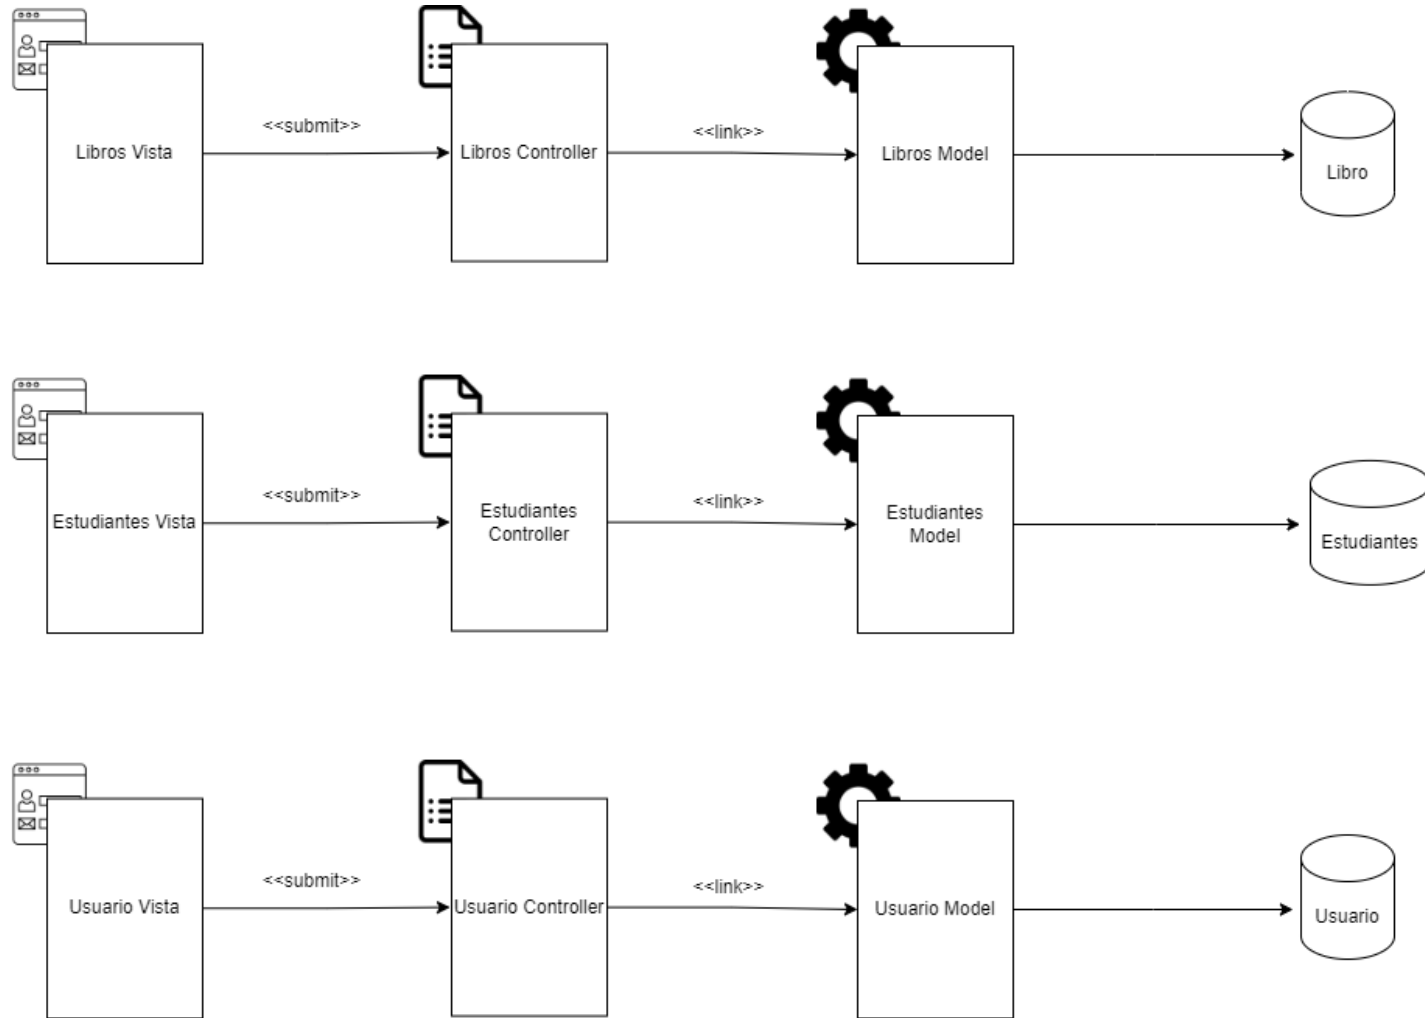 <<submit>>
<<link>>
Libros Vista
Libros Controller
Libros Model
Libro
<<submit>>
<<link>>
Estudiantes Vista
Estudiantes
Controller
Estudiantes
Model
Estudiantes
<<submit>>
<<link>>
Usuario Vista
Usuario Controller
Usuario Model
Usuario